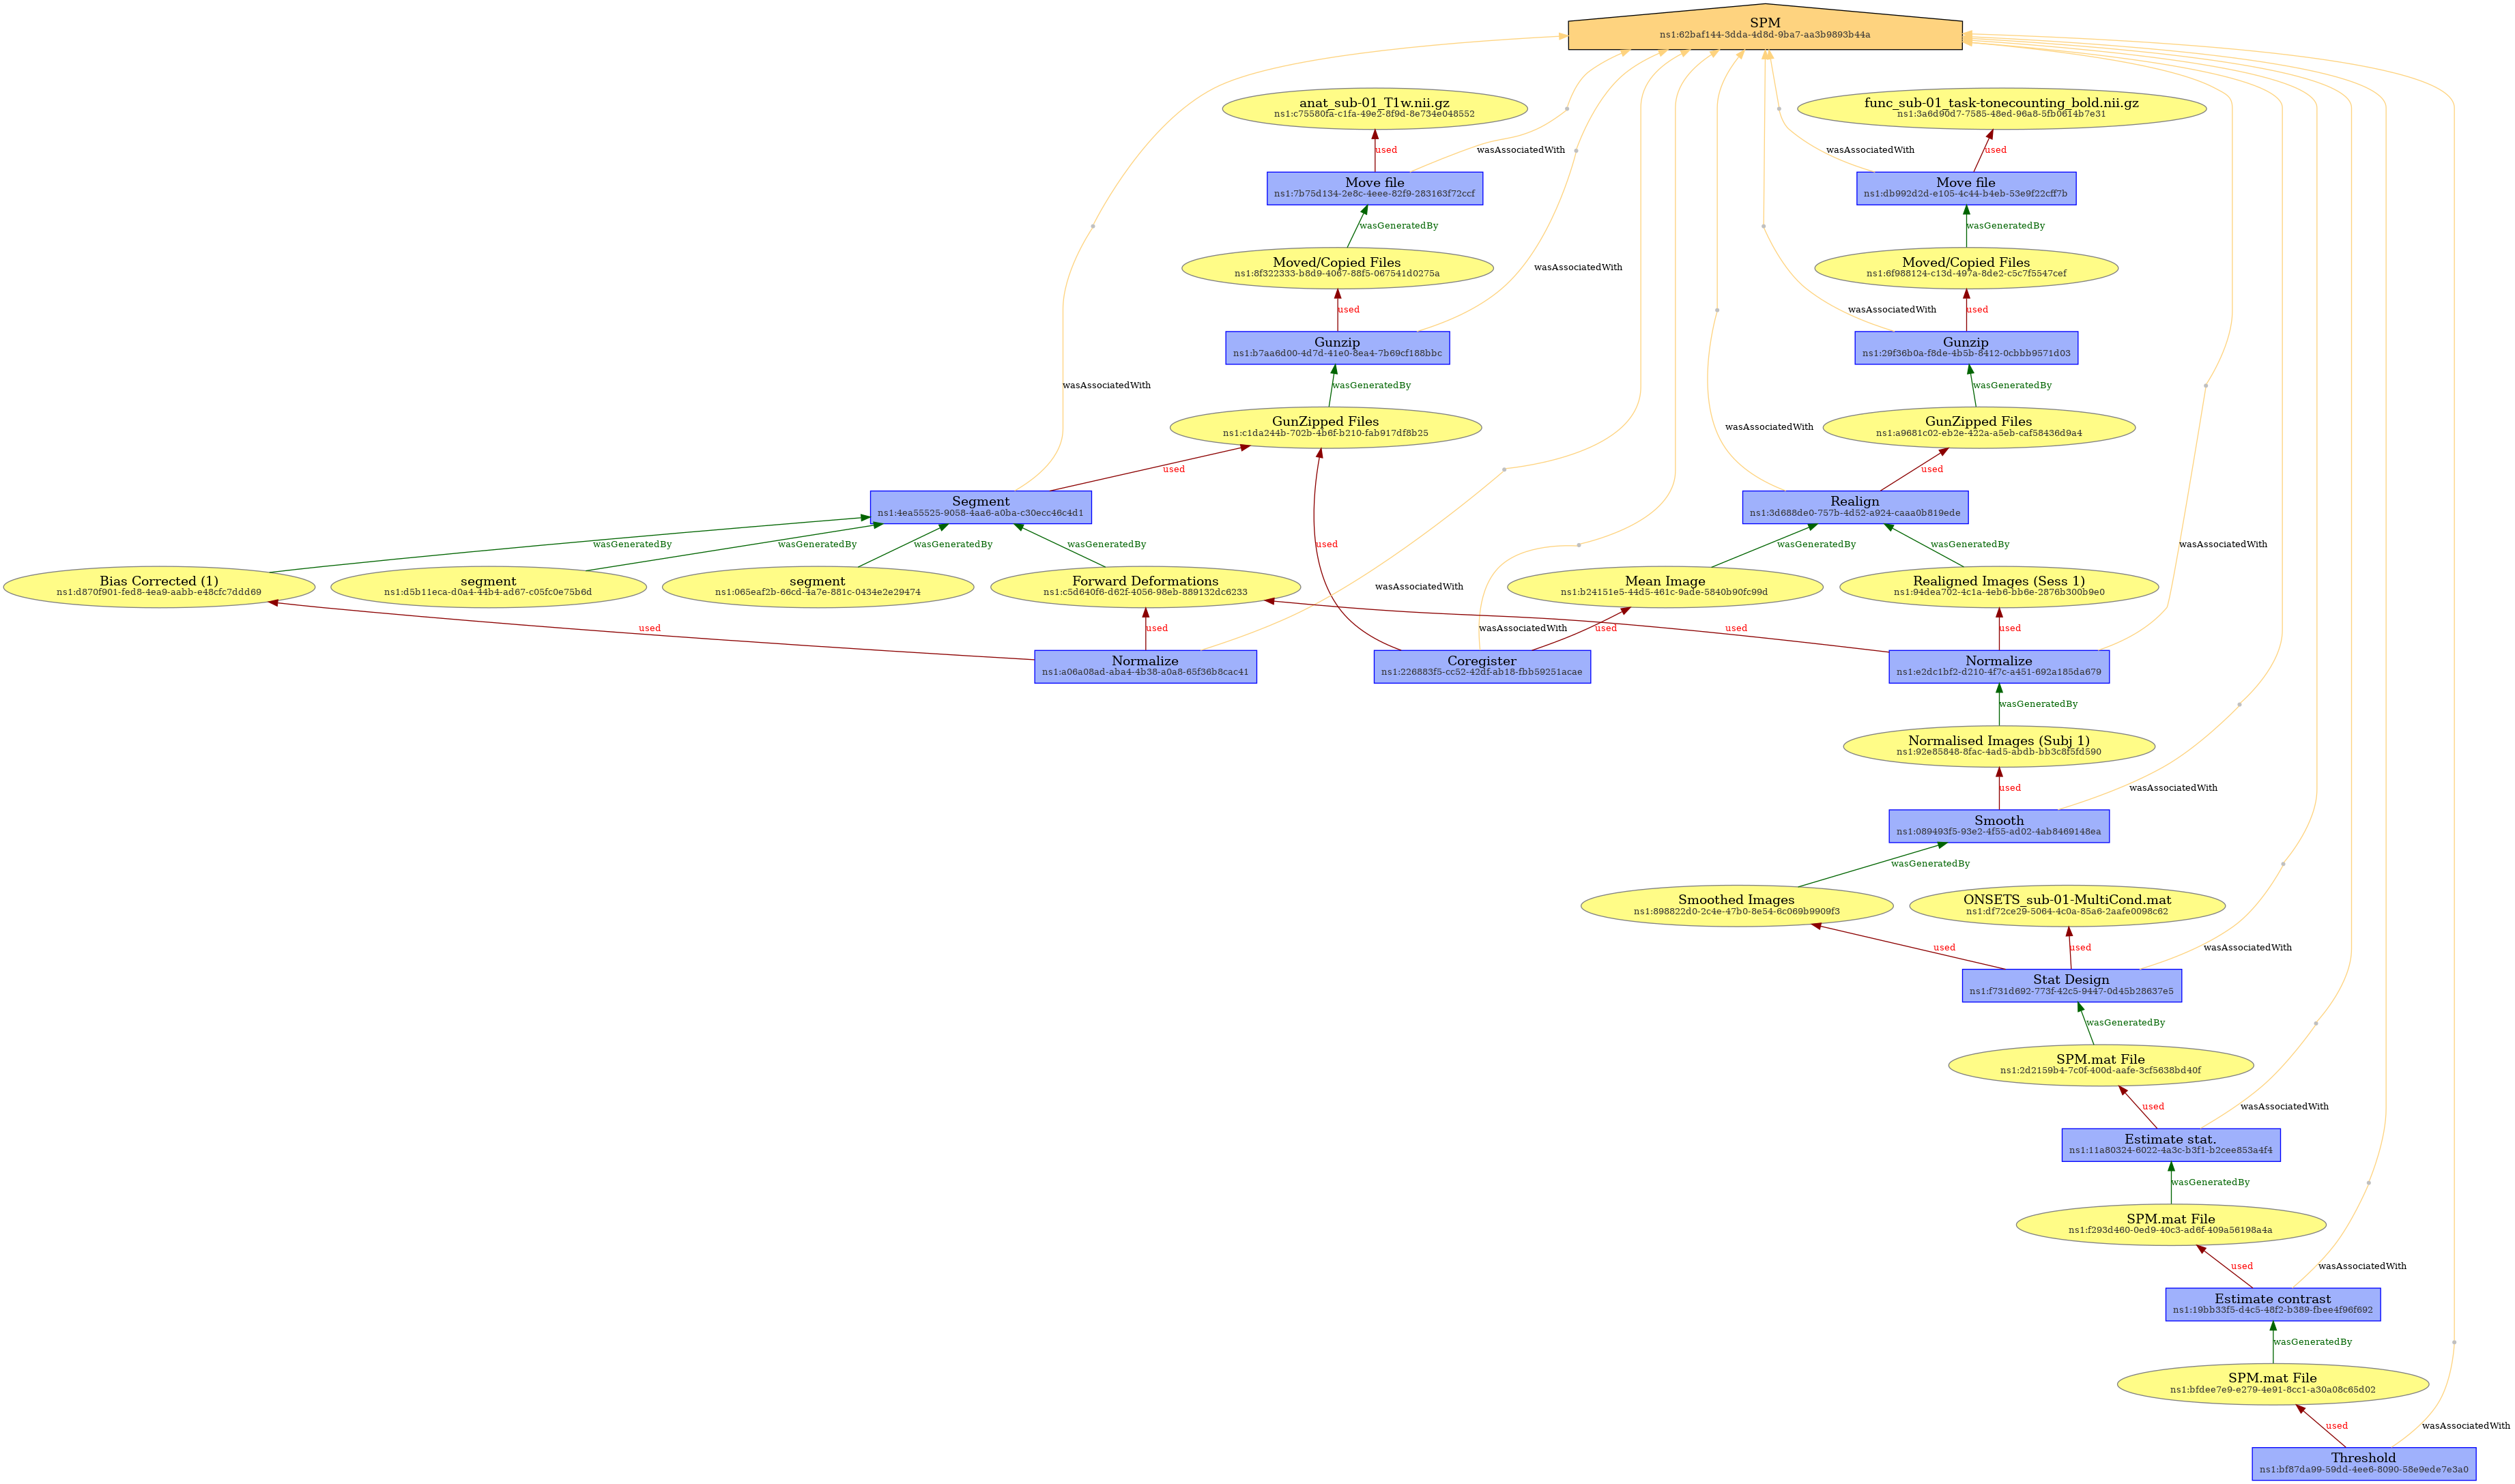 SPM
ns1:62baf144-3dda-4d8d-9ba7-aa3b9893b44a
anat_sub-01_T1w.nii.gz
ns1:c75580fa-c1fa-49e2-8f9d-8e734e048552
func_sub-01_task-tonecounting_bold.nii.gz
ns1:3a6d90d7-7585-48ed-96a8-5fb0614b7e31
used
wasAssociatedWith
wasAssociatedWith
used
Move file
ns1:7b75d134-2e8c-4eee-82f9-283163f72ccf
Move file
ns1:db992d2d-e105-4c44-b4eb-53e9f22cff7b
wasGeneratedBy
wasGeneratedBy
Moved/Copied Files
ns1:8f322333-b8d9-4067-88f5-067541d0275a
wasAssociatedWith
Moved/Copied Files
ns1:6f988124-c13d-497a-8de2-c5c7f5547cef
used
wasAssociatedWith
used
Gunzip
ns1:b7aa6d00-4d7d-41e0-8ea4-7b69cf188bbc
Gunzip
ns1:29f36b0a-f8de-4b5b-8412-0cbbb9571d03
wasAssociatedWith
wasGeneratedBy
wasGeneratedBy
GunZipped Files
ns1:c1da244b-702b-4b6f-b210-fab917df8b25
wasAssociatedWith
GunZipped Files
ns1:a9681c02-eb2e-422a-a5eb-caf58436d9a4
used
used
Segment
ns1:4ea55525-9058-4aa6-a0ba-c30ecc46c4d1
Realign
ns1:3d688de0-757b-4d52-a924-caaa0b819ede
wasGeneratedBy
wasGeneratedBy
wasGeneratedBy
wasGeneratedBy
used
wasGeneratedBy
wasGeneratedBy
wasAssociatedWith
Bias Corrected (1)
ns1:d870f901-fed8-4ea9-aabb-e48cfc7ddd69
segment
ns1:d5b11eca-d0a4-44b4-ad67-c05fc0e75b6d
segment
ns1:065eaf2b-66cd-4a7e-881c-0434e2e29474
Forward Deformations
ns1:c5d640f6-d62f-4056-98eb-889132dc6233
wasAssociatedWith
Mean Image
ns1:b24151e5-44d5-461c-9ade-5840b90fc99d
Realigned Images (Sess 1)
ns1:94dea702-4c1a-4eb6-bb6e-2876b300b9e0
used
used
wasAssociatedWith
used
used
used
Normalize
ns1:a06a08ad-aba4-4b38-a0a8-65f36b8cac41
Coregister
ns1:226883f5-cc52-42df-ab18-fbb59251acae
Normalize
ns1:e2dc1bf2-d210-4f7c-a451-692a185da679
wasGeneratedBy
Normalised Images (Subj 1)
ns1:92e85848-8fac-4ad5-abdb-bb3c8f5fd590
used
wasAssociatedWith
Smooth
ns1:089493f5-93e2-4f55-ad02-4ab8469148ea
wasGeneratedBy
Smoothed Images
ns1:898822d0-2c4e-47b0-8e54-6c069b9909f3
ONSETS_sub-01-MultiCond.mat
ns1:df72ce29-5064-4c0a-85a6-2aafe0098c62
used
used
wasAssociatedWith
Stat Design
ns1:f731d692-773f-42c5-9447-0d45b28637e5
wasGeneratedBy
SPM.mat File
ns1:2d2159b4-7c0f-400d-aafe-3cf5638bd40f
used
wasAssociatedWith
Estimate stat.
ns1:11a80324-6022-4a3c-b3f1-b2cee853a4f4
wasGeneratedBy
SPM.mat File
ns1:f293d460-0ed9-40c3-ad6f-409a56198a4a
used
wasAssociatedWith
Estimate contrast
ns1:19bb33f5-d4c5-48f2-b389-fbee4f96f692
wasGeneratedBy
SPM.mat File
ns1:bfdee7e9-e279-4e91-8cc1-a30a08c65d02
used
wasAssociatedWith
Threshold
ns1:bf87da99-59dd-4ee6-8090-58e9ede7e3a0